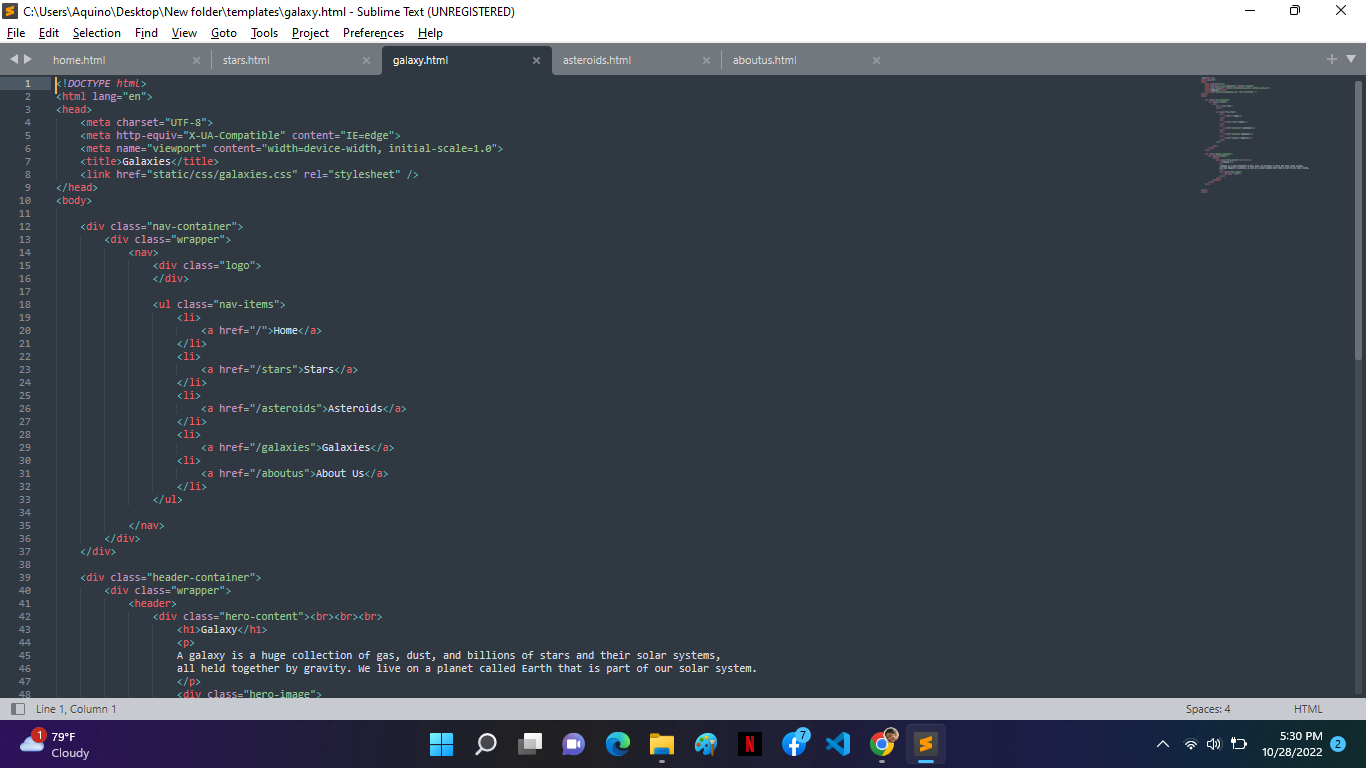 C:\Users\Aquino\Desktop\New folder\templates\galaxy.html - Sublime Text (UNREGISTERED)
File Edit Selection Find View Goto Tools Project Preferences Help
home.html stars.html galaxy.html asteroids.html aboutus.html
1 <!DOCTYPE html>
2 <html lang="en">
3 <head>
4 <meta charset="UTF-8">
5 <meta http-equiv="X-UA-Compatible" content="IE=edge">
6 <meta name="viewport" content="width=device-width, initial-scale=1.0">
7 <title>Galaxies</title>
8 <link href="static/css/galaxies.css" rel="stylesheet" />
9 </head>
10 <body>
11
12 <div class="nav-container">
13 <div class="wrapper">
14 <nav>
15 <div class="logo">
16 </div>
17
18 <ul class="nav-items">
19 <li>
20 <a href="/">Home</a>
21 </li>
22 <li>
23 <a href="/stars">Stars</a>
24 </li>
25 <li>
26 <a href="/asteroids">Asteroids</a>
27 </li>
28 <li>
29 <a href="/galaxies">Galaxies</a>
30 <li>
31 <a href="/aboutus">About Us</a>
32 </li>
33 </ul>
34
35 </nav>
36 </div>
37 </div>
38
39 <div class="header-container">
40 <div class="wrapper">
41 <header>
42 <div class="hero-content"><br><br><br>
43 <h1>Galaxy</h1>
44 <p>
45 A galaxy is a huge collection of gas, dust, and billions of stars and their solar systems,
46 all held together by gravity. We live on a planet called Earth that is part of our solar system.
47 </p>
48 <div class="hero-image">
Line 1, Column 1 Spaces: 4 HTML
1 79°F
Cloudy
N
7
5:30 PM
10/28/2022 2